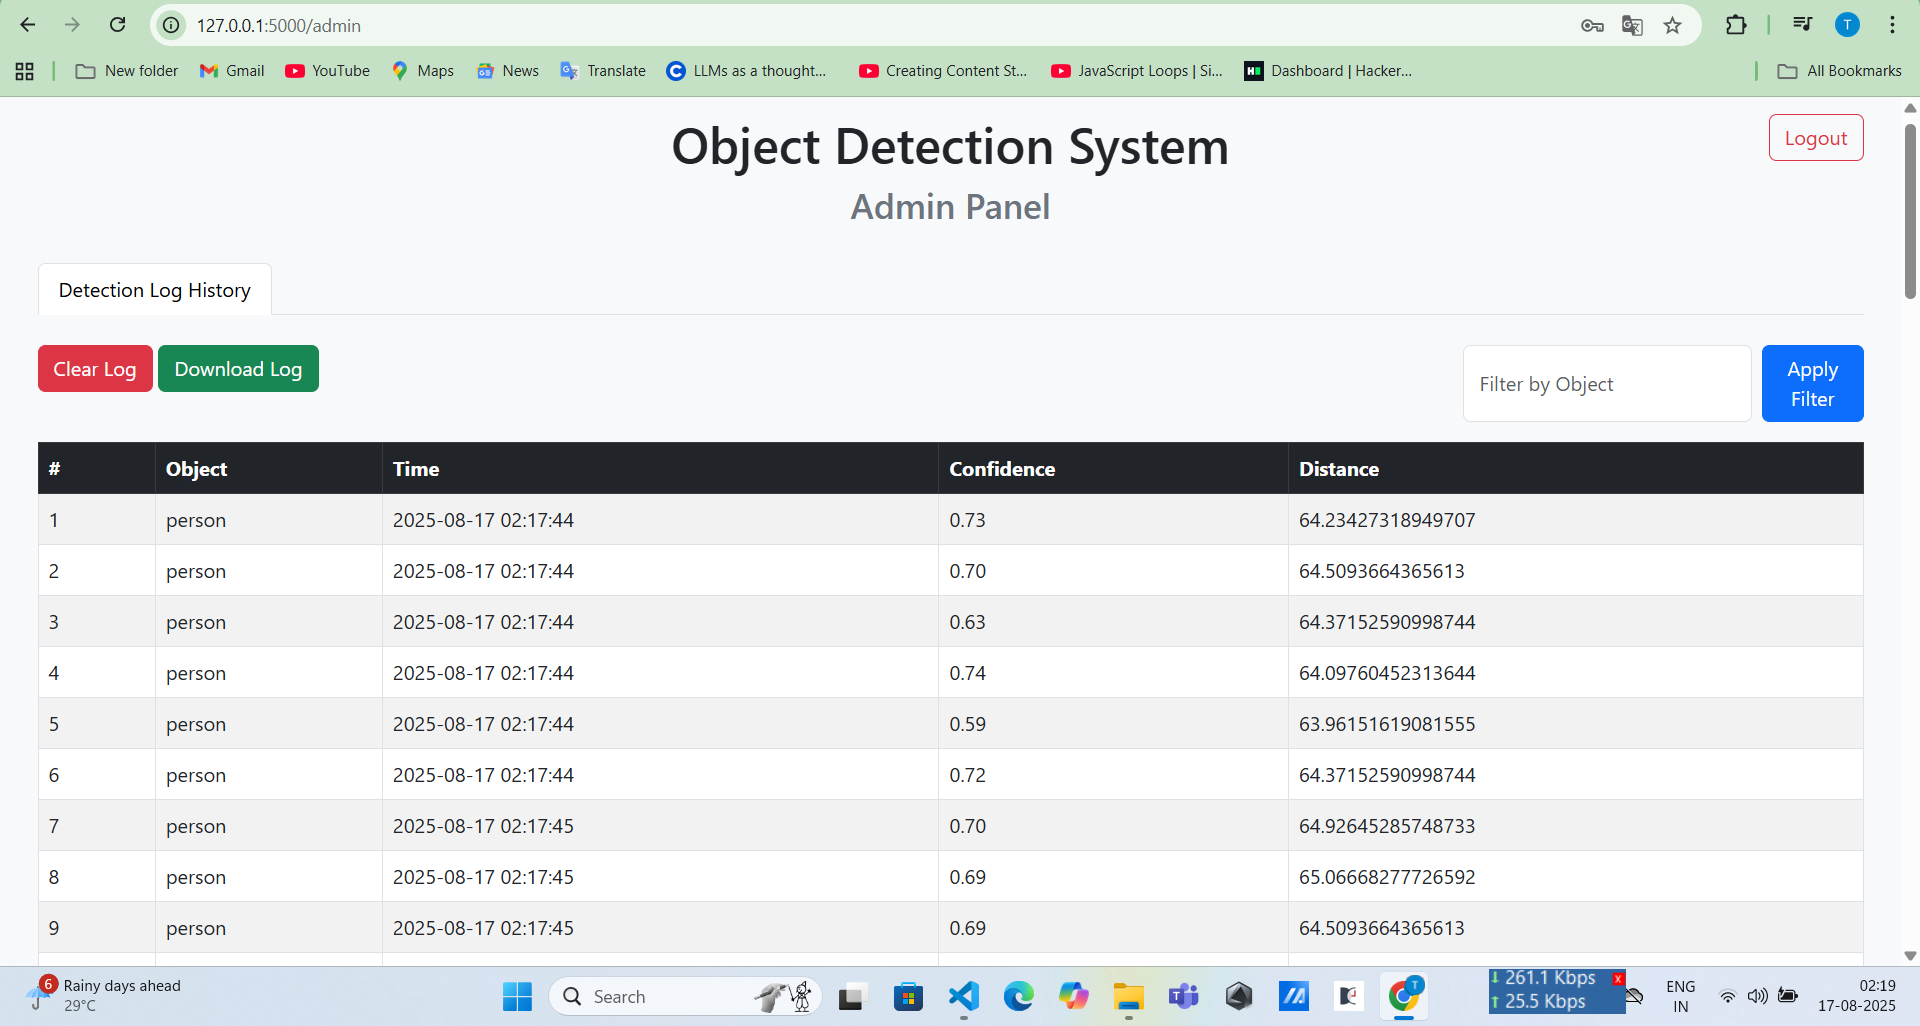 127.0.0.1:5000/admin
T
New folder
Gmail
YouTube
Maps
News
Translate
LLMs as a thought...
Creating Content St...
JavaScript Loops | Si...
Dashboard | Hacker...
All Bookmarks
Object Detection System
Logout
Admin Panel
Detection Log History
Clear Log
Download Log
Filter by Object
Apply
Filter
# Object Time Confidence Distance
1 person 2025-08-17 02:17:44 0.73 64.23427318949707
2 person 2025-08-17 02:17:44 0.70 64.5093664365613
3 person 2025-08-17 02:17:44 0.63 64.37152590998744
4 person 2025-08-17 02:17:44 0.74 64.09760452313644
5 person 2025-08-17 02:17:44 0.59 63.96151619081555
6 person 2025-08-17 02:17:44 0.72 64.37152590998744
7 person 2025-08-17 02:17:45 0.70 64.92645285748733
8 person 2025-08-17 02:17:45 0.69 65.06668277726592
9 person 2025-08-17 02:17:45 0.69 64.5093664365613
6
Rainy days ahead
29°C
Search
T
261.1 Kbps x
25.5 Kbps
ENG
IN
02:19
17-08-2025